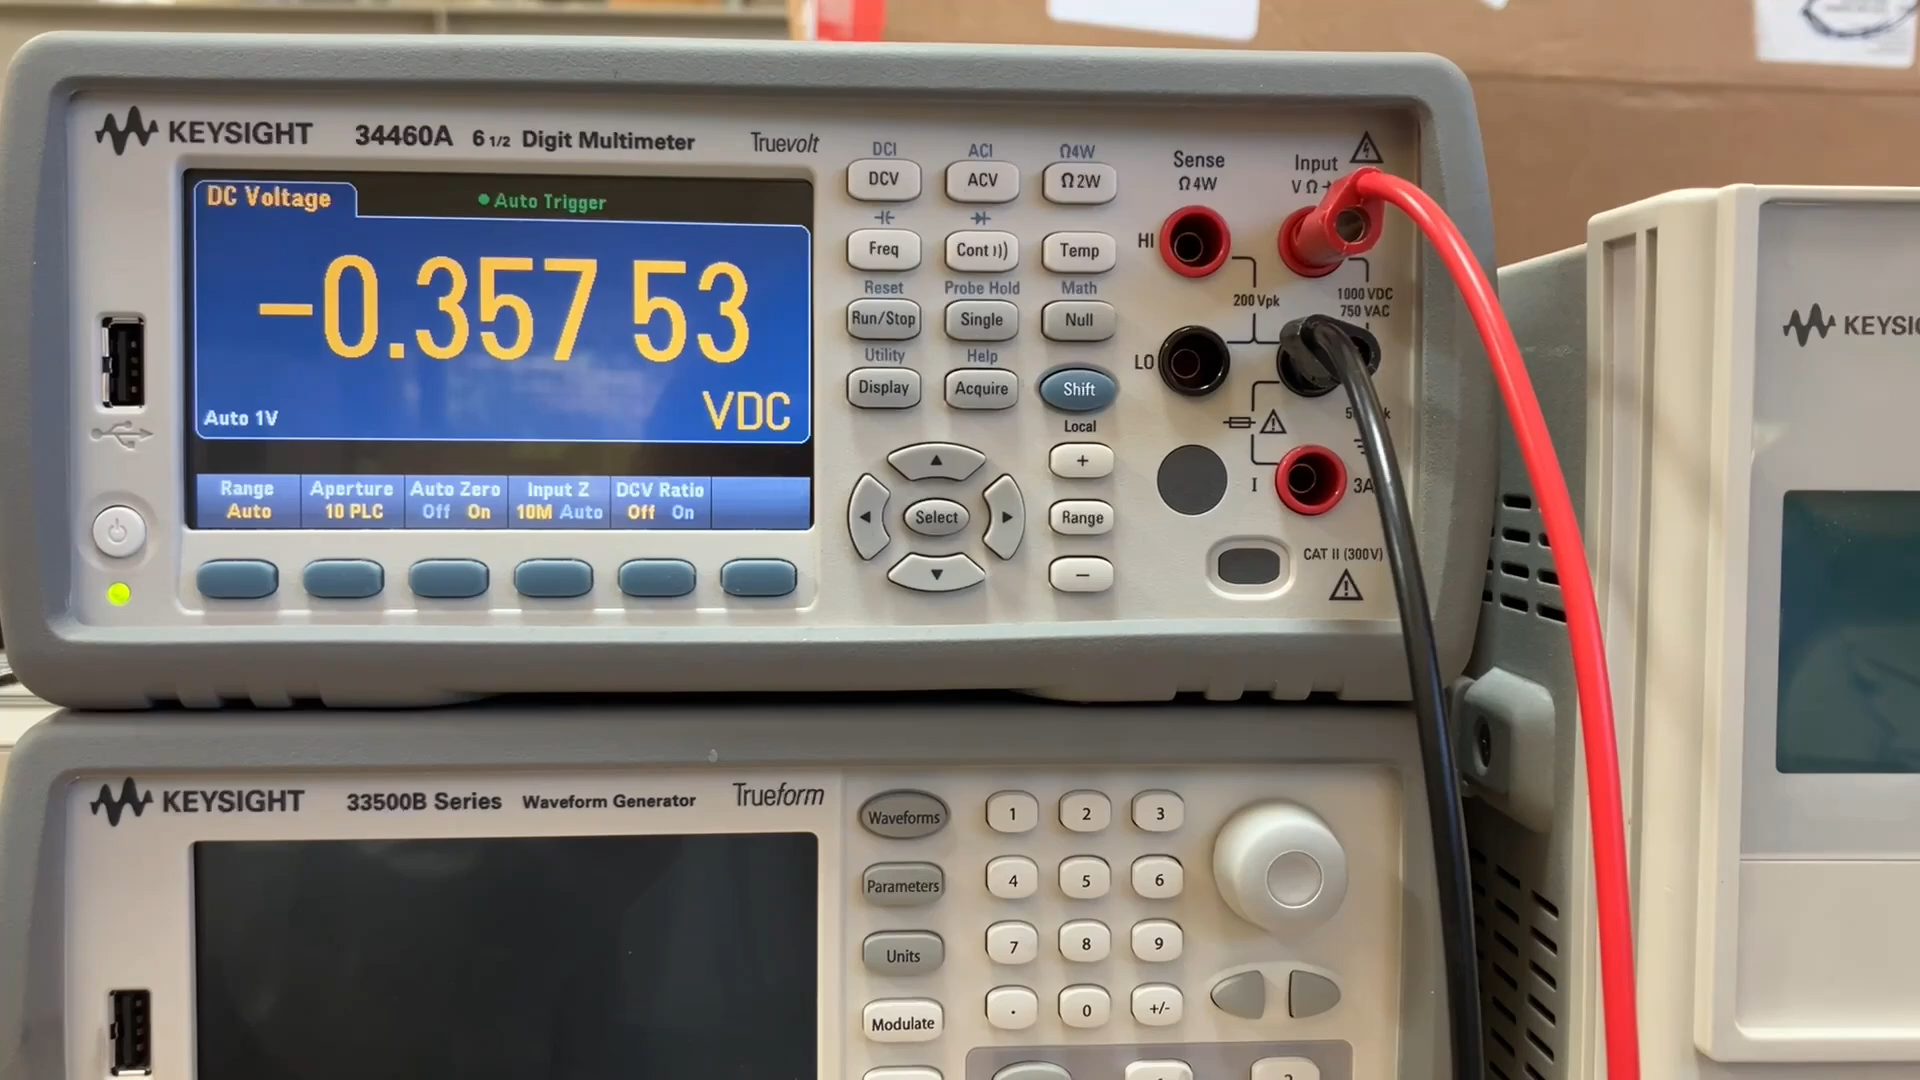 KEYSIGHT 34460A 6 1/2 Digit Multimeter Truevolt
DC Voltage
Auto Trigger
-0.357 53
VDC
Auto 1V
Range Aperture Auto Zero Input Z DCV Ratio
Auto 10 PLC Off On 10M Auto Off On
DCI ACI Ω4W
DCV ACV Ω2W
Freq Cont Temp
Reset Probe Hold Math
Run/Stop Single Null
Utility Help
Display Acquire Shift
Local
+
Select Range
−
Sense Input
Ω4W VΩ
HI
200 Vpk
1000 VDC
750 VAC
LO
I 3A
CAT II (300V)
KEYSIGHT 33500B Series Waveform Generator Trueform
Waveforms 1 2 3
Parameters 4 5 6
Units 7 8 9
Modulate . 0 +/-